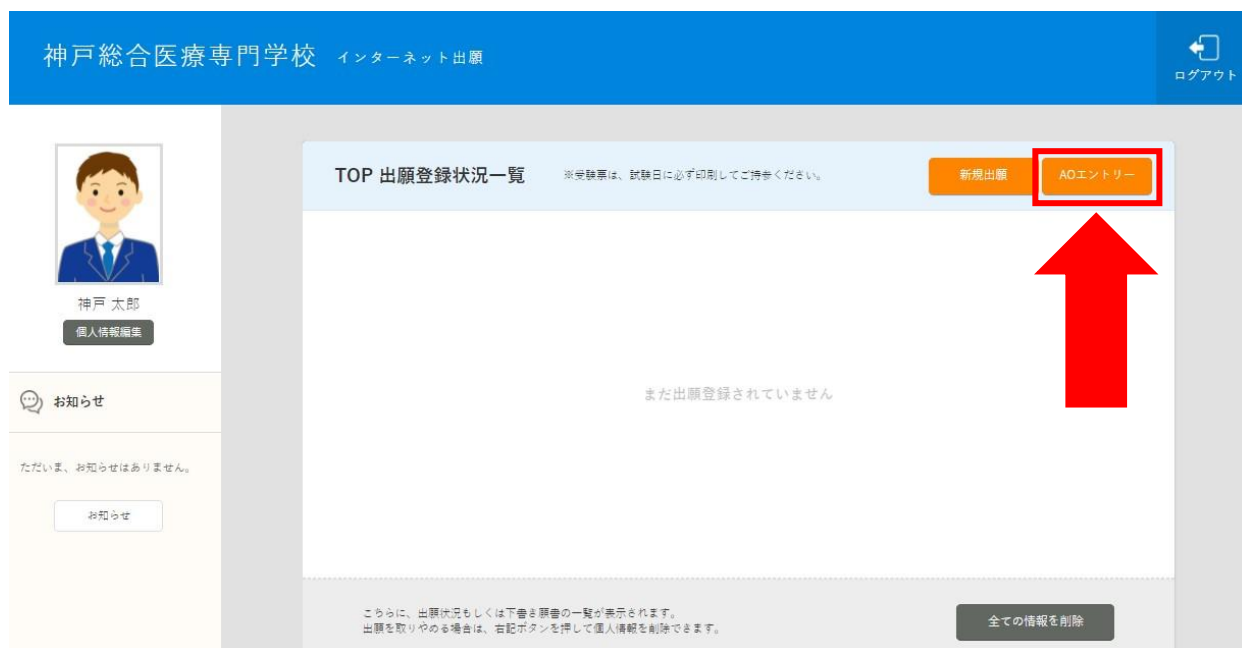 神戸総合医療専門学校 インターネット出願
ログアウト
TOP 出願登録状況一覧 ※受験票は、試験日に必ず印刷してご持参ください。 新規出願 AOエントリー
神戸 太郎
個人情報編集
お知らせ
ただいま、お知らせはありません。
お知らせ
まだ出願登録されていません
こちらに、出願状況もしくは下書き願書の一覧が表示されます。
出願を取りやめる場合は、右記ボタンを押して個人情報を削除できます。
全ての情報を削除